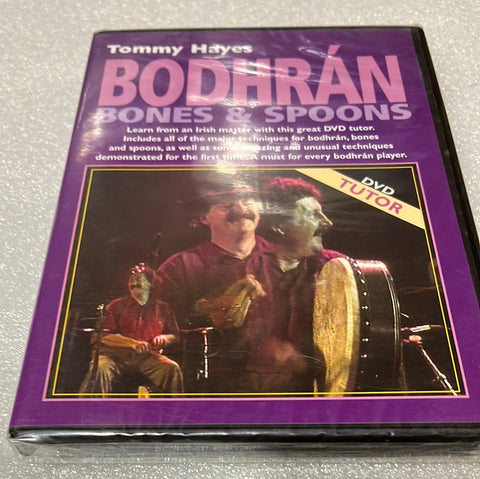 Tommy Hayes
BODHRÁN
BONES & SPOONS
Learn from an Irish master with this great DVD tutor.
Includes all of the major techniques for bodhrán, bones
and spoons, as well as some amazing and unusual techniques
demonstrated for the first time. A must for every bodhrán player.
DVD
TUTOR